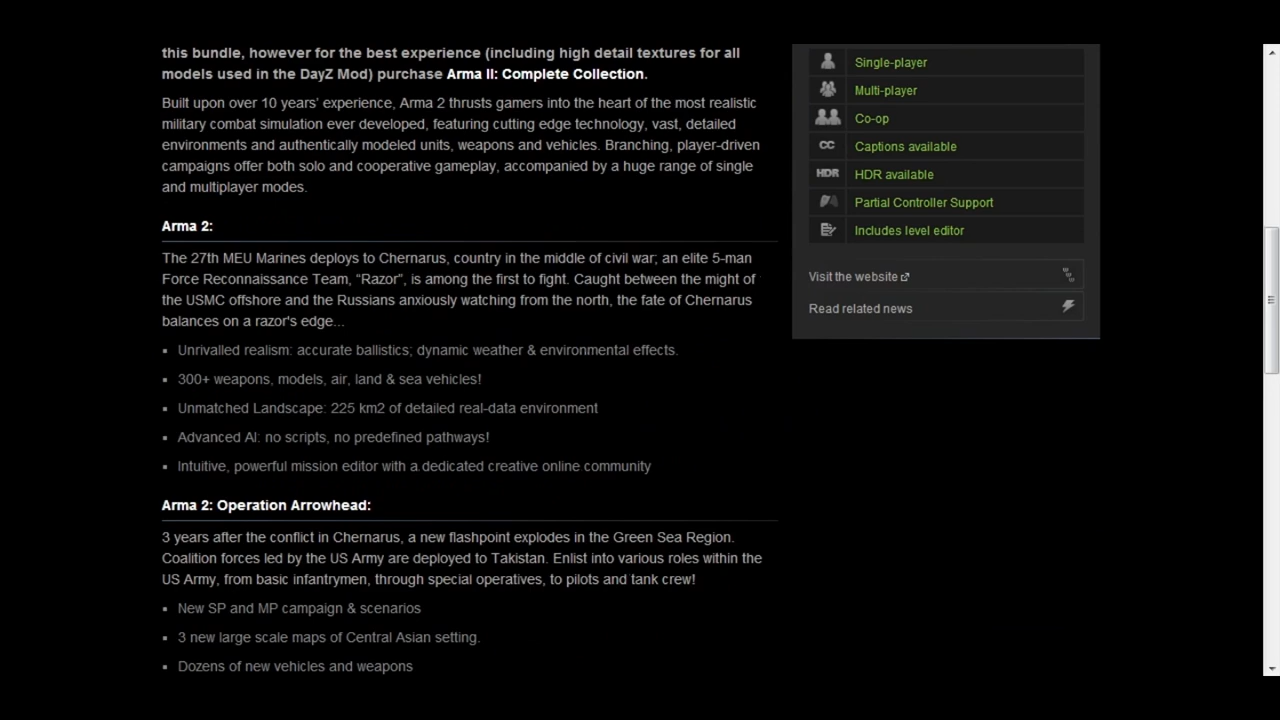 this bundle, however for the best experience (including high detail textures for all
models used in the DayZ Mod) purchase Arma II: Complete Collection.
Built upon over 10 years' experience, Arma 2 thrusts gamers into the heart of the most realistic
military combat simulation ever developed, featuring cutting edge technology, vast, detailed
environments and authentically modeled units, weapons and vehicles. Branching, player-driven
campaigns offer both solo and cooperative gameplay, accompanied by a huge range of single
and multiplayer modes.
Arma 2:
The 27th MEU Marines deploys to Chernarus, country in the middle of civil war; an elite 5-man
Force Reconnaissance Team, “Razor”, is among the first to fight. Caught between the might of
the USMC offshore and the Russians anxiously watching from the north, the fate of Chernarus
balances on a razor's edge...
▪ Unrivalled realism: accurate ballistics; dynamic weather & environmental effects.
▪ 300+ weapons, models, air, land & sea vehicles!
▪ Unmatched Landscape: 225 km2 of detailed real-data environment
▪ Advanced AI: no scripts, no predefined pathways!
▪ Intuitive, powerful mission editor with a dedicated creative online community
Arma 2: Operation Arrowhead:
3 years after the conflict in Chernarus, a new flashpoint explodes in the Green Sea Region.
Coalition forces led by the US Army are deployed to Takistan. Enlist into various roles within the
US Army, from basic infantrymen, through special operatives, to pilots and tank crew!
▪ New SP and MP campaign & scenarios
▪ 3 new large scale maps of Central Asian setting.
▪ Dozens of new vehicles and weapons
Single-player
Multi-player
Co-op
CC Captions available
HDR HDR available
Partial Controller Support
Includes level editor
Visit the website
Read related news